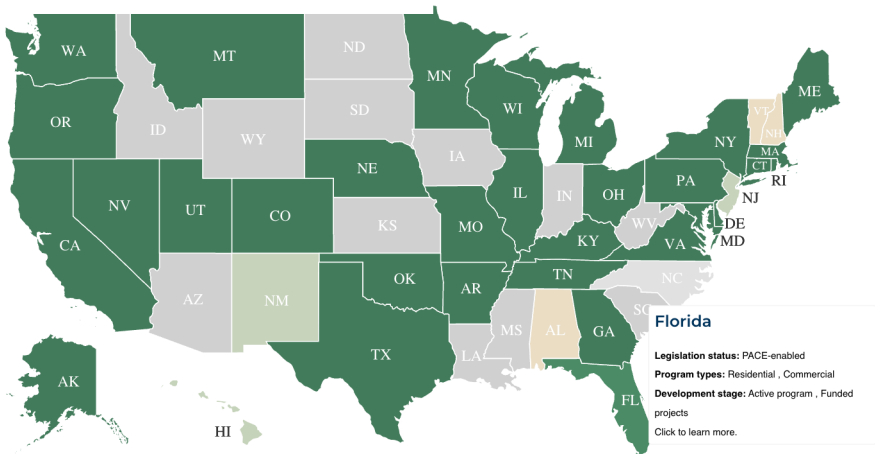 WA
MT
ND
MN
ME
OR
ID
SD
WI
VT
NH
WY
MI
NY
MA
IA
CT
RI
NE
PA
NJ
NV
UT
CO
IL
IN
OH
DE
MD
CA
KS
MO
WV
VA
KY
AZ
NM
OK
AR
TN
NC
SC
MS
AL
GA
TX
LA
AK
FL
HI
Florida
Legislation status: PACE-enabled
Program types: Residential , Commercial
Development stage: Active program , Funded
projects
Click to learn more.